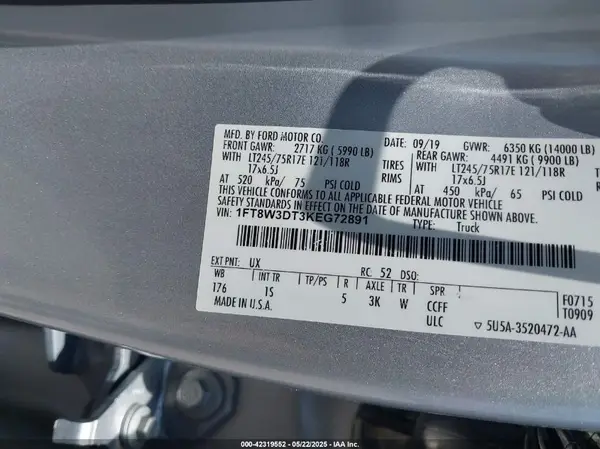 MFD. BY FORD MOTOR CO. DATE: 09/19 GVWR: 6350 KG (14000 LB)
FRONT GAWR: 2717 KG (5990 LB) REAR GAWR: 4491 KG (9900 LB)
WITH LT245/75R17E 121/118R TIRES WITH LT245/75R17E 121/118R
17x6.5J RIMS 17x6.5J
AT 520 kPa/ 75 PSI COLD AT 450 kPa/ 65 PSI COLD
THIS VEHICLE CONFORMS TO ALL APPLICABLE FEDERAL MOTOR VEHICLE
SAFETY STANDARDS IN EFFECT ON THE DATE OF MANUFACTURE SHOWN ABOVE.
VIN: 1FT8W3DT3KEG72891 TYPE: Truck
EXT PNT: UX RC: 52 DSO:
WB INT TR TP/PS R AXLE TR SPR F0715
176 1S 5 3K W CCFF T0909
MADE IN U.S.A. ULC 5U5A-3520472-AA
000-42319552 - 05/22/2025 - IAA Inc.